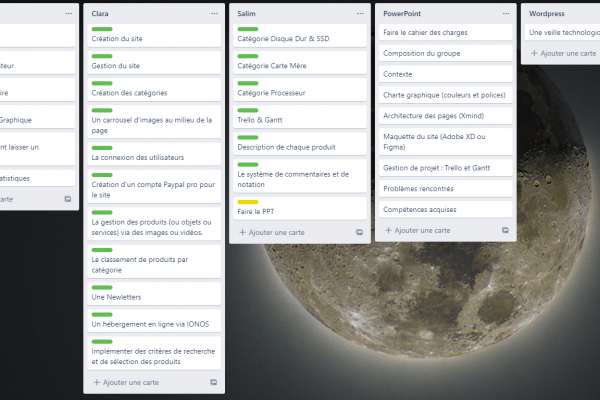 ateur
ire
Graphique
nt laisser un
atistiques
carte
Clara
Création du site
Gestion du site
Création des catégories
Un carrousel d'images au milieu de la
page
La connexion des utilisateurs
Création d'un compte Paypal pro pour
le site
La gestion des produits (ou objets ou
services) via des images ou vidéos.
Le classement de produits par
catégorie
Une Newletters
Un hébergement en ligne via IONOS
Implémenter des critères de recherche
et de sélection des produits
+ Ajouter une carte
Salim
Catégorie Disque Dur & SSD
Catégorie Carte Mère
Catégorie Processeur
Trello & Gantt
Description de chaque produit
Le système de commentaires et de
notation
Faire le PPT
+ Ajouter une carte
PowerPoint
Faire le cahier des charges
Composition du groupe
Contexte
Charte graphique (couleurs et polices)
Architecture des pages (Xmind)
Maquette du site (Adobe XD ou
Figma)
Gestion de projet : Trello et Gantt
Problèmes rencontrés
Compétences acquises
+ Ajouter une carte
Wordpress
Une veille technologi
+ Ajouter une carte